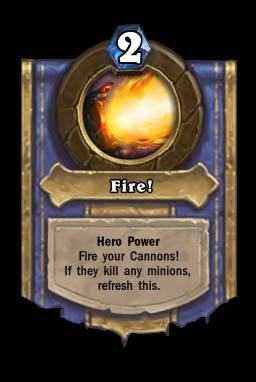 2
Fire!
Hero Power
Fire your Cannons!
If they kill any minions,
refresh this.